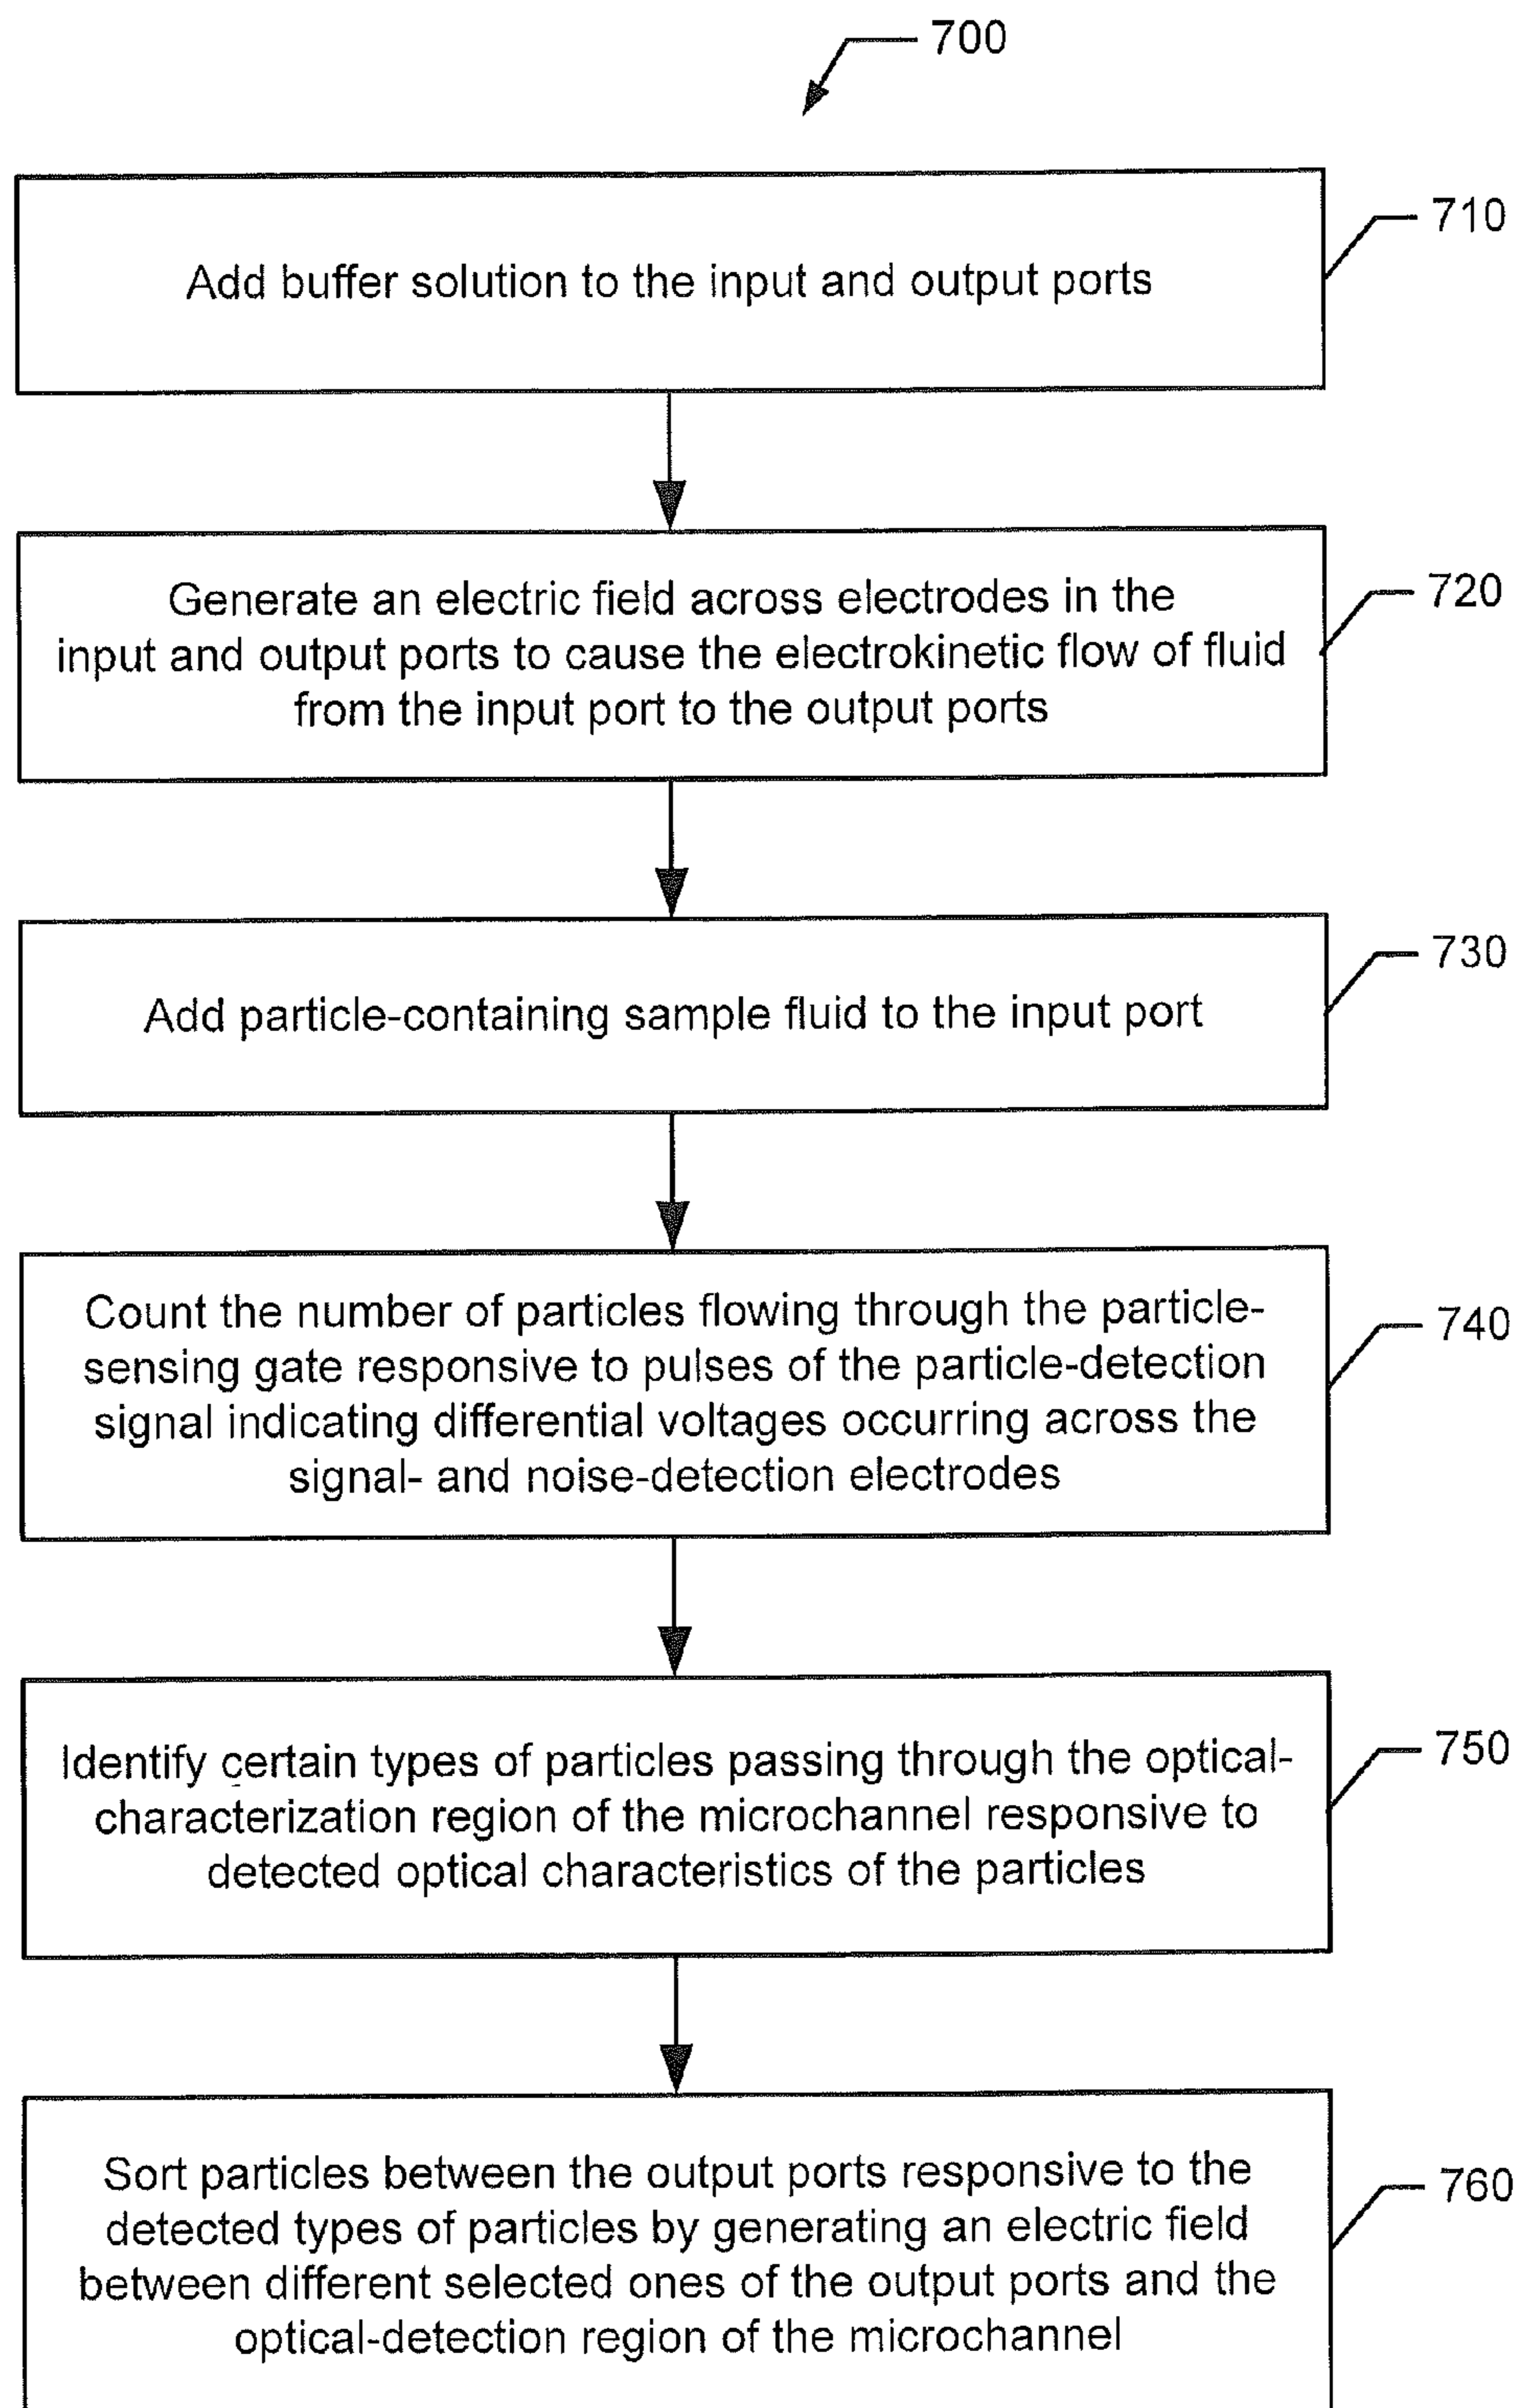 700
710
Add buffer solution to the input and output ports
720
Generate an electric field across electrodes in the
input and output ports to cause the electrokinetic flow of fluid
from the input port to the output ports
730
Add particle-containing sample fluid to the input port
740
Count the number of particles flowing through the particle-
sensing gate responsive to pulses of the particle-detection
signal indicating differential voltages occurring across the
signal- and noise-detection electrodes
750
Identify certain types of particles passing through the optical-
characterization region of the microchannel responsive to
detected optical characteristics of the particles
760
Sort particles between the output ports responsive to the
detected types of particles by generating an electric field
between different selected ones of the output ports and the
optical-detection region of the microchannel